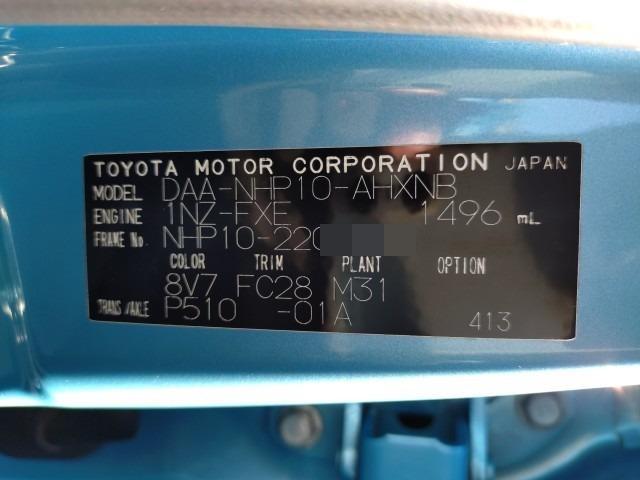 TOYOTA MOTOR CORPORATION JAPAN
MODEL DAA-NHP10-AHXNB
ENGINE 1NZ-FXE 1496 mL
FRAME No. NHP10-220
COLOR TRIM PLANT OPTION
8V7 FC28 M31
TRANS/AXLE P510 -01A 413